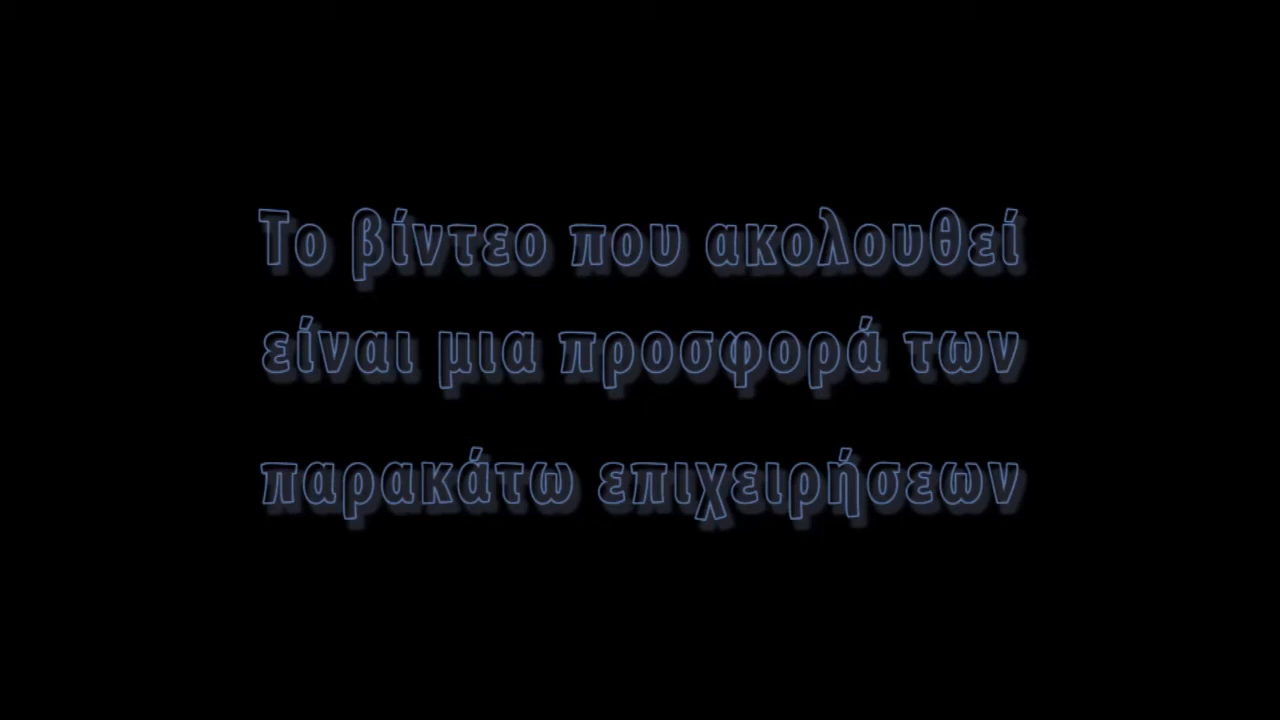 Το βίντεο που ακολουθεί
είναι μια προσφορά των
παρακάτω επιχειρήσεων